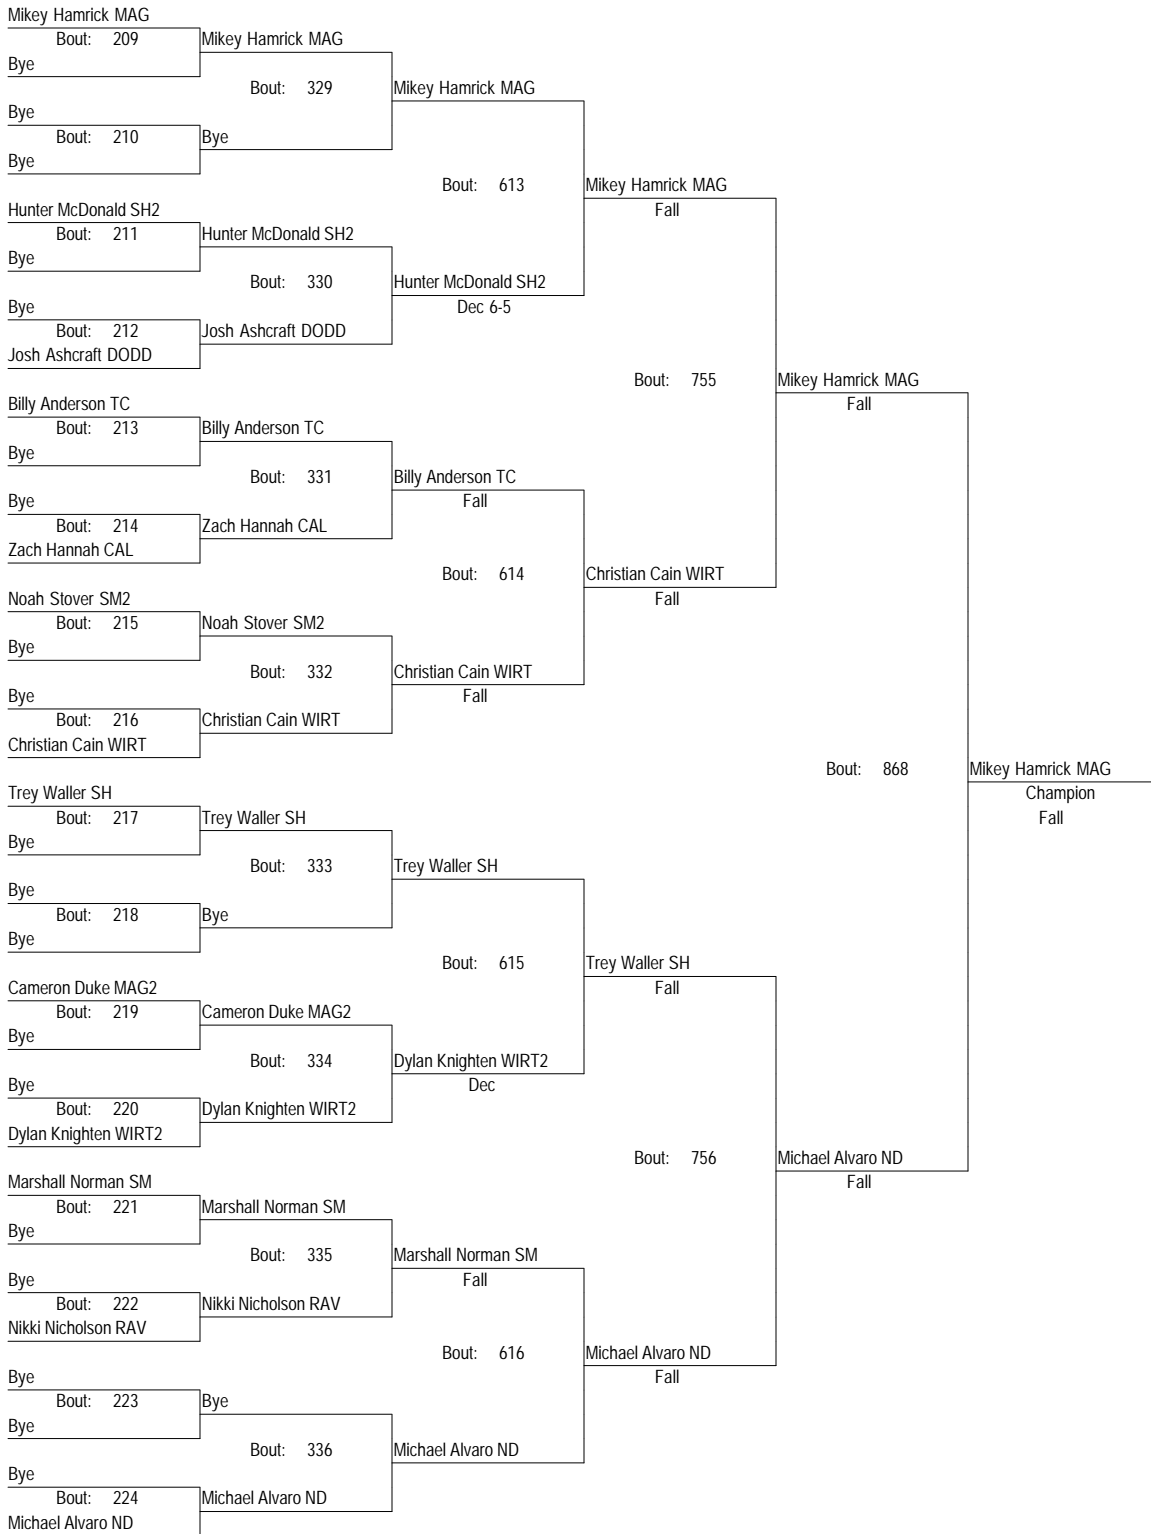 Mikey Hamrick MAG
Bout: 209 Mikey Hamrick MAG
Bye
Bout: 329 Mikey Hamrick MAG
Bye
Bout: 210 Bye
Bye
Bout: 613 Mikey Hamrick MAG
Fall
Hunter McDonald SH2
Bout: 211 Hunter McDonald SH2
Bye
Bout: 330 Hunter McDonald SH2
Dec 6-5
Bye
Bout: 212 Josh Ashcraft DODD
Josh Ashcraft DODD
Bout: 755 Mikey Hamrick MAG
Fall
Billy Anderson TC
Bout: 213 Billy Anderson TC
Bye
Bout: 331 Billy Anderson TC
Fall
Bye
Bout: 214 Zach Hannah CAL
Zach Hannah CAL
Bout: 614 Christian Cain WIRT
Fall
Noah Stover SM2
Bout: 215 Noah Stover SM2
Bye
Bout: 332 Christian Cain WIRT
Fall
Bye
Bout: 216 Christian Cain WIRT
Christian Cain WIRT
Bout: 868 Mikey Hamrick MAG
Champion
Fall
Trey Waller SH
Bout: 217 Trey Waller SH
Bye
Bout: 333 Trey Waller SH
Bye
Bout: 218 Bye
Bye
Bout: 615 Trey Waller SH
Fall
Cameron Duke MAG2
Bout: 219 Cameron Duke MAG2
Bye
Bout: 334 Dylan Knighten WIRT2
Dec
Bye
Bout: 220 Dylan Knighten WIRT2
Dylan Knighten WIRT2
Bout: 756 Michael Alvaro ND
Fall
Marshall Norman SM
Bout: 221 Marshall Norman SM
Bye
Bout: 335 Marshall Norman SM
Fall
Bye
Bout: 222 Nikki Nicholson RAV
Nikki Nicholson RAV
Bout: 616 Michael Alvaro ND
Fall
Bye
Bout: 223 Bye
Bye
Bout: 336 Michael Alvaro ND
Bye
Bout: 224 Michael Alvaro ND
Michael Alvaro ND